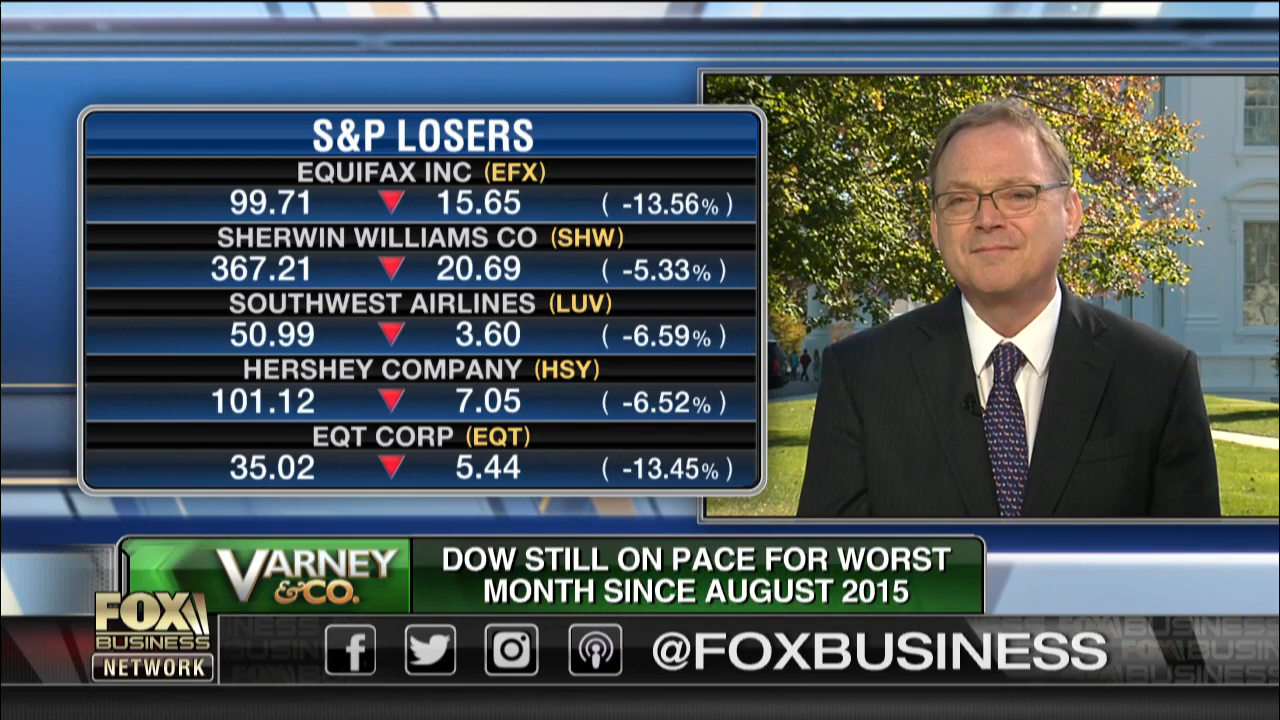 S&P LOSERS
EQUIFAX INC (EFX)
99.71 ▼ 15.65 ( -13.56% )
SHERWIN WILLIAMS CO (SHW)
367.21 ▼ 20.69 ( -5.33% )
SOUTHWEST AIRLINES (LUV)
50.99 ▼ 3.60 ( -6.59% )
HERSHEY COMPANY (HSY)
101.12 ▼ 7.05 ( -6.52% )
EQT CORP (EQT)
35.02 ▼ 5.44 ( -13.45% )
VARNEY
&CO.
DOW STILL ON PACE FOR WORST
MONTH SINCE AUGUST 2015
FOX
BUSINESS
NETWORK
@FOXBUSINESS